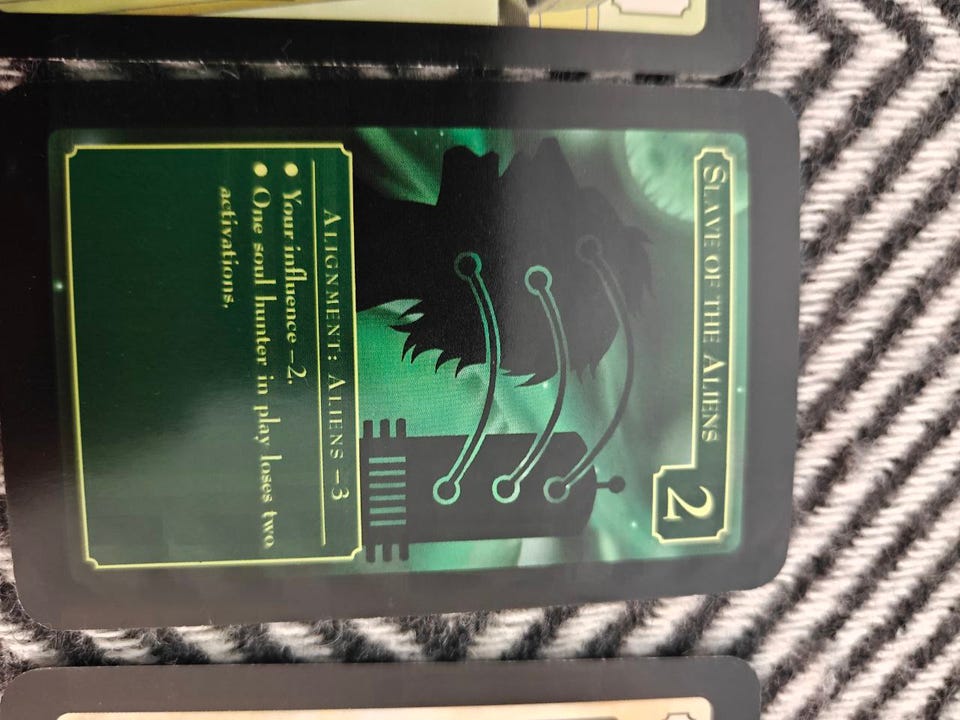 SLAVE OF THE ALIENS
2
ALIGNMENT: ALIENS –3
● Your influence –2.
● One soul hunter in play loses two
activations.